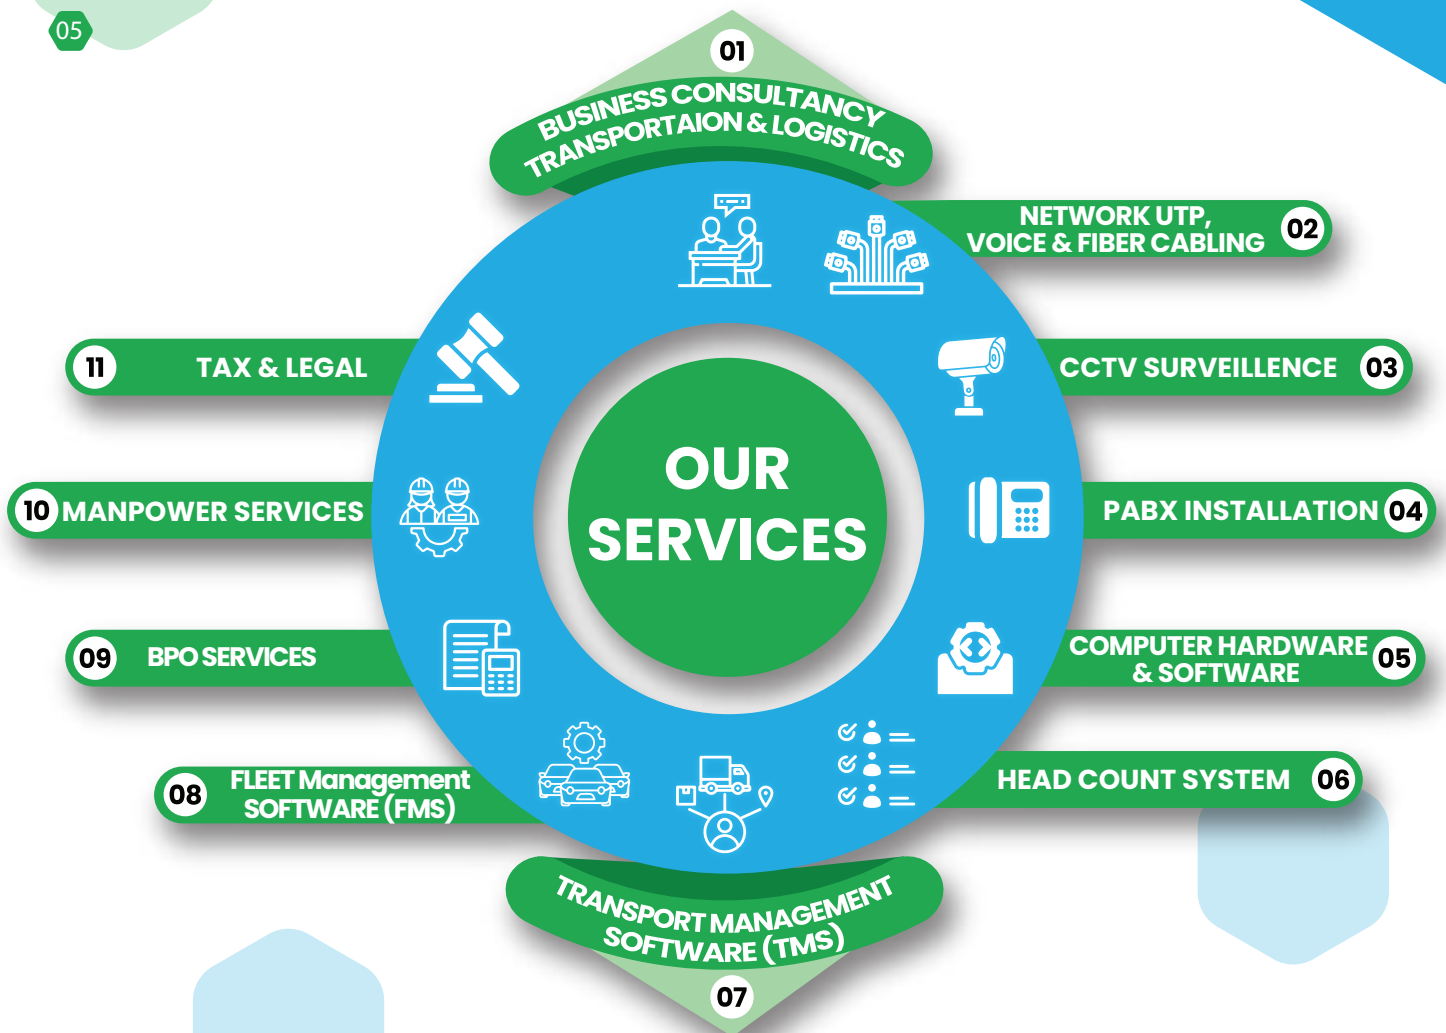 05
01
BUSINESS CONSULTANCY
TRANSPORTAION & LOGISTICS
NETWORK UTP,
VOICE & FIBER CABLING
02
CCTV SURVEILLENCE
03
PABX INSTALLATION
04
COMPUTER HARDWARE
& SOFTWARE
05
HEAD COUNT SYSTEM
06
TRANSPORT MANAGEMENT
SOFTWARE (TMS)
07
08
FLEET Management
SOFTWARE (FMS)
09
BPO SERVICES
10
MANPOWER SERVICES
11
TAX & LEGAL
OUR
SERVICES